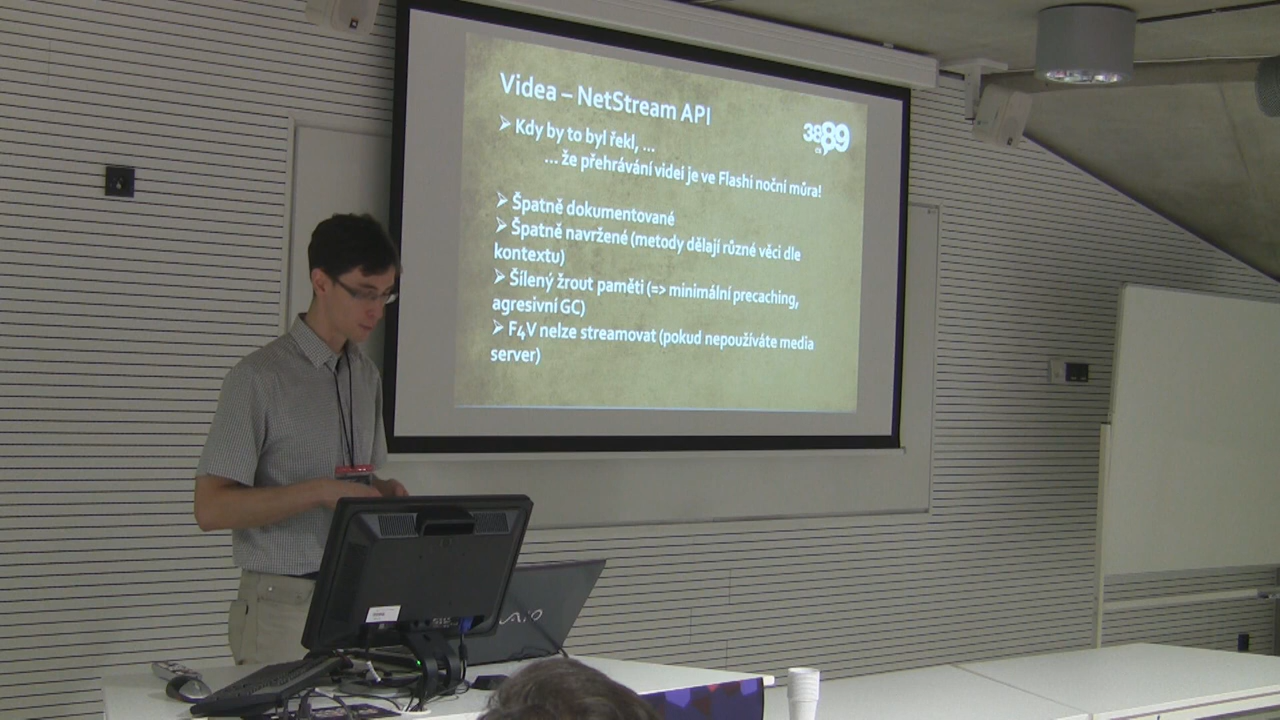 Videa – NetStream API
3889
➢ Kdy by to byl řekl, ...
... že přehrávání videí je ve Flashi noční můra!
➢ Špatně dokumentované
➢ Špatně navržené (metody dělají různé věci dle
kontextu)
➢ Šílený žrout paměti (=> minimální precaching,
agresivní GC)
➢ F4V nelze streamovat (pokud nepoužíváte media
server)
VAIO